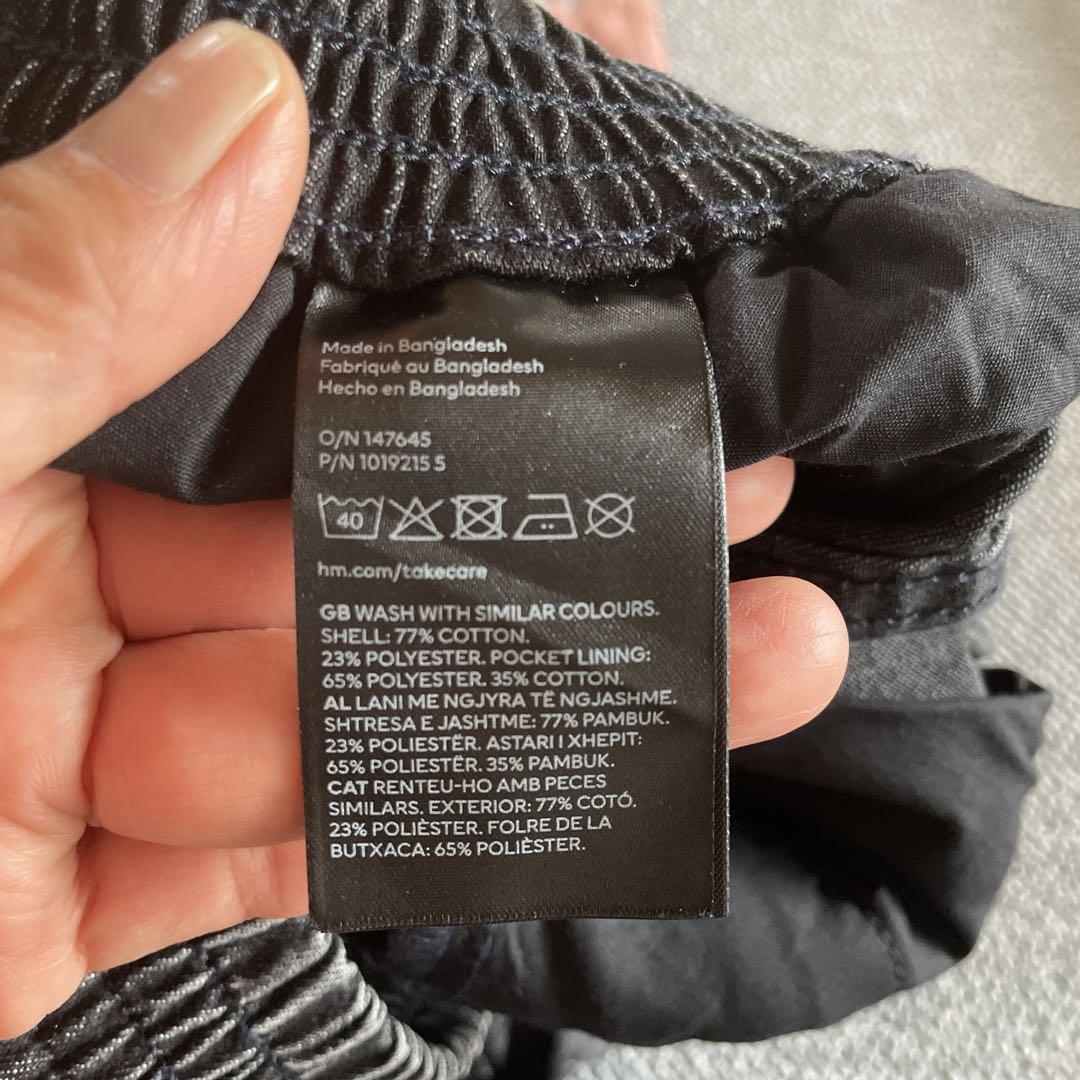 Made in Bangladesh
Fabriqué au Bangladesh
Hecho en Bangladesh
O/N 147645
P/N 1019215 5
40
hm.com/takecare
GB WASH WITH SIMILAR COLOURS.
SHELL: 77% COTTON.
23% POLYESTER. POCKET LINING:
65% POLYESTER. 35% COTTON.
AL LANI ME NGJYRA TË NGJASHME.
SHTRESA E JASHTME: 77% PAMBUK.
23% POLIESTËR. ASTARI I XHEPIT:
65% POLIESTËR. 35% PAMBUK.
CAT RENTEU-HO AMB PECES
SIMILARS. EXTERIOR: 77% COTÓ.
23% POLIÈSTER. FOLRE DE LA
BUTXACA: 65% POLIÈSTER.